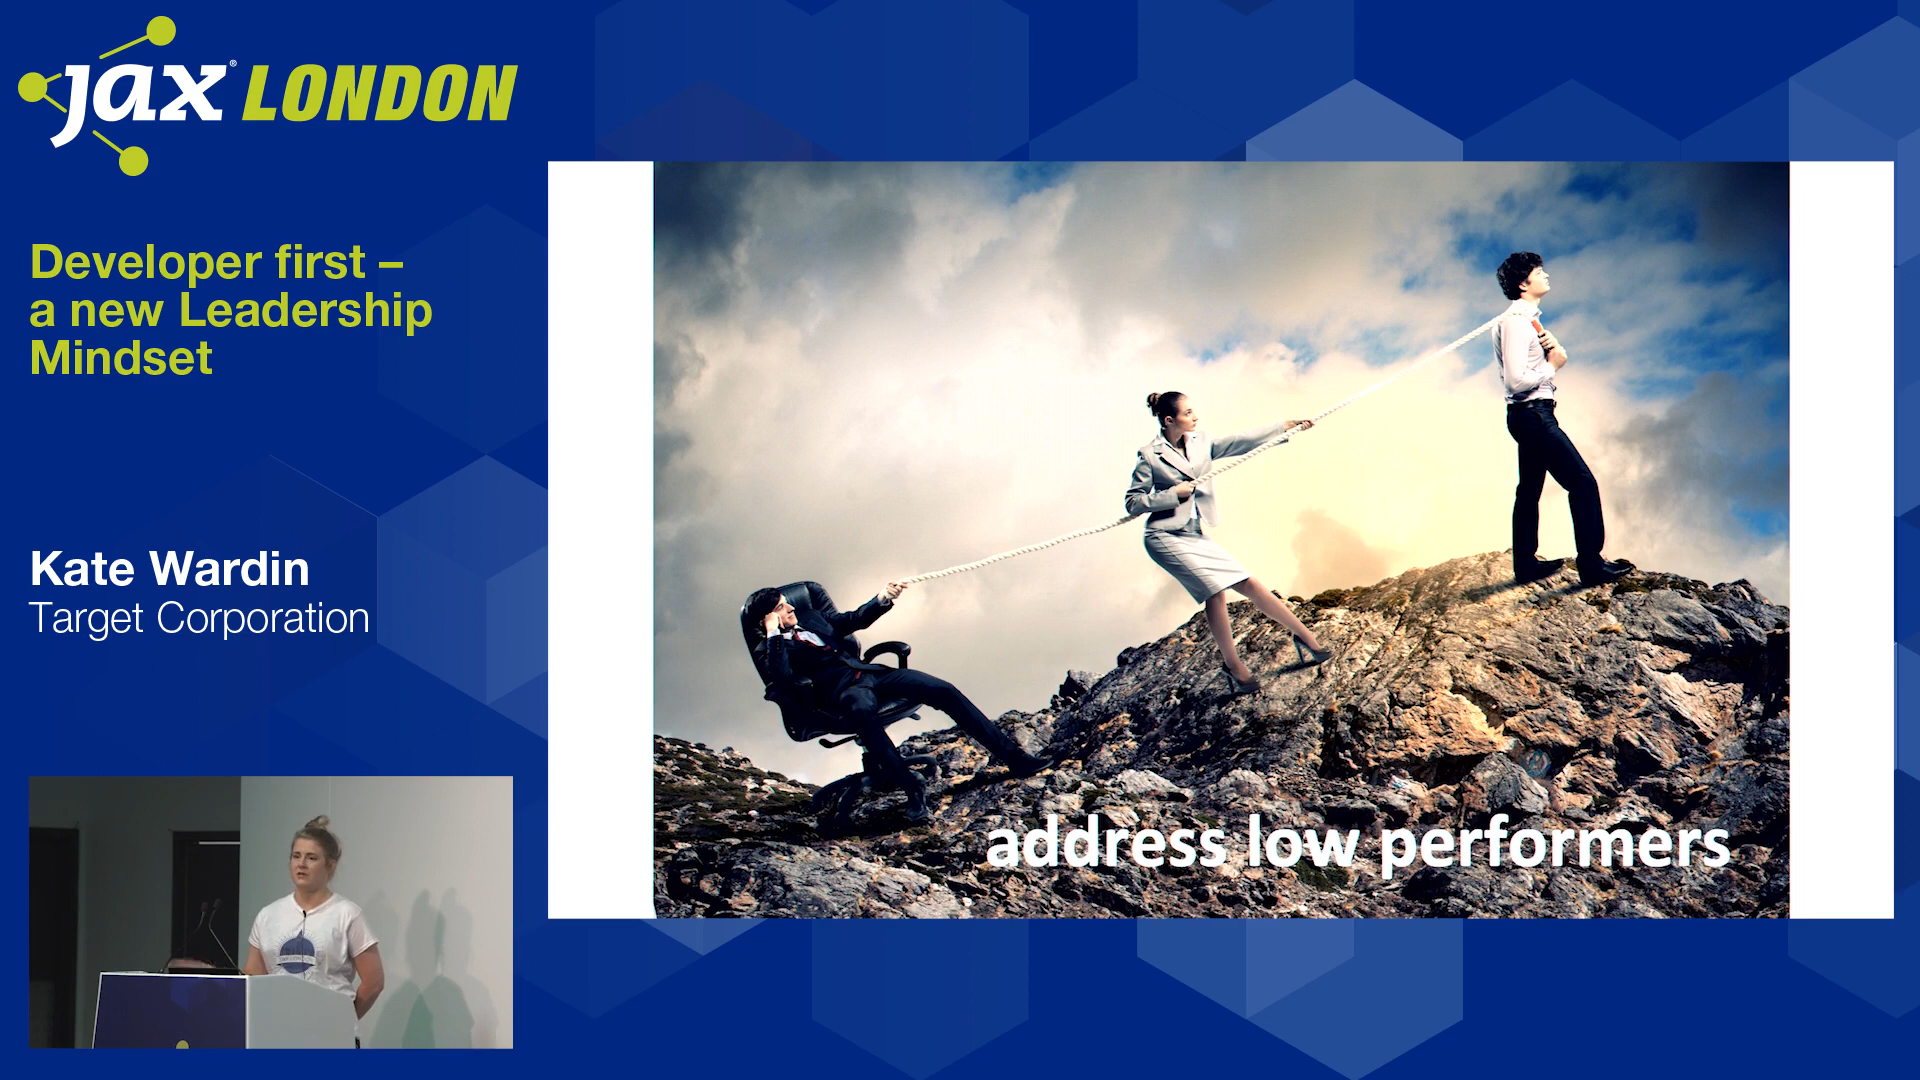 jax® LONDON
Developer first –
a new Leadership
Mindset
Kate Wardin
Target Corporation
address low performers